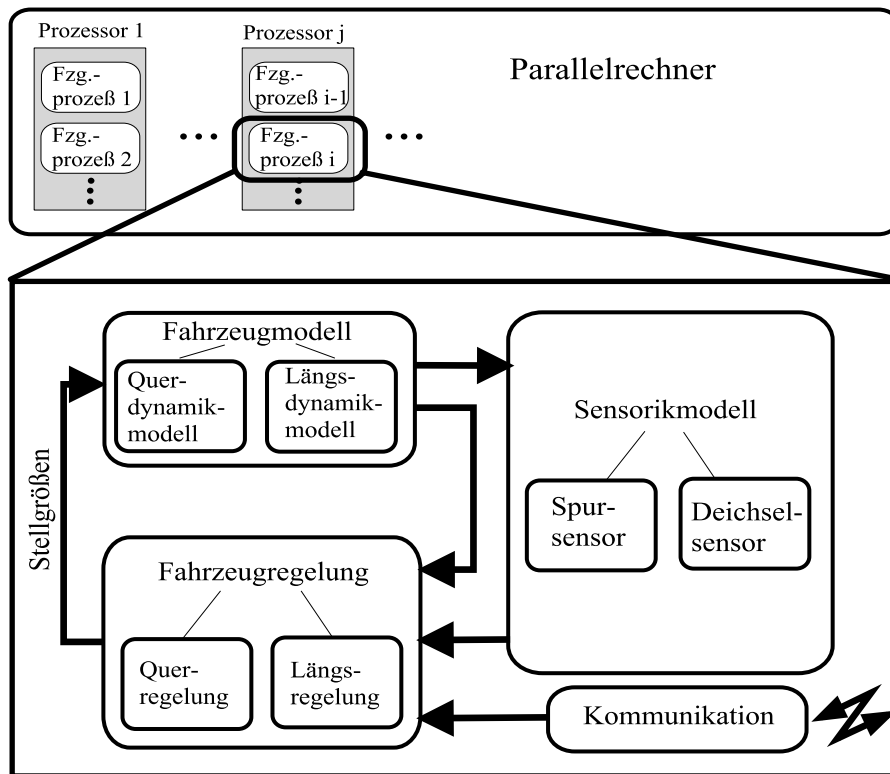 Prozessor 1
Prozessor j
Parallelrechner
Fzg.-
prozeß 1
Fzg.-
prozeß i-1
Fzg.-
prozeß 2
Fzg.-
prozeß i
Fahrzeugmodell
Quer-
dynamik-
modell
Längs-
dynamik-
modell
Sensorikmodell
Spur-
sensor
Deichsel-
sensor
Stellgrößen
Fahrzeugregelung
Quer-
regelung
Längs-
regelung
Kommunikation